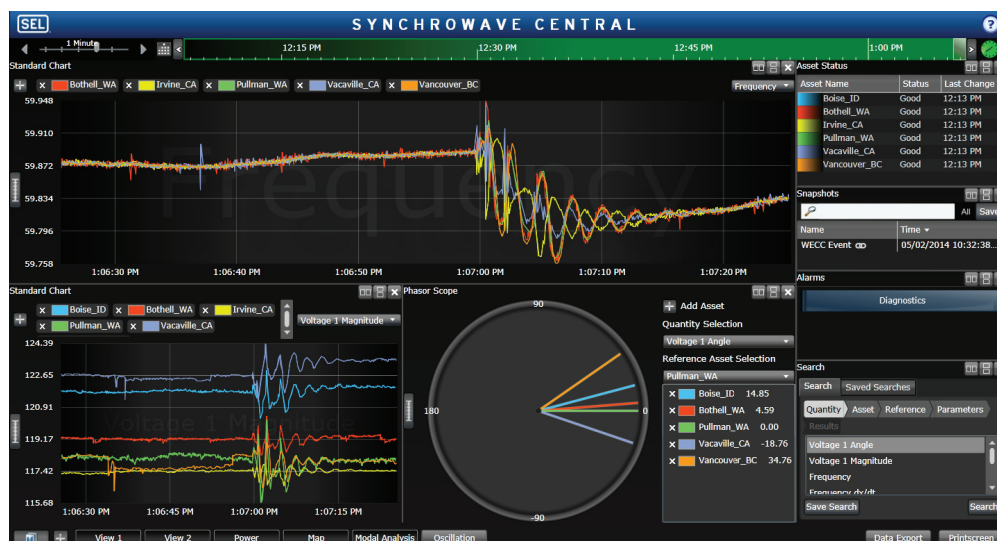 SEL
SYNCHROWAVE CENTRAL
?
1 Minute
12:15 PM 12:30 PM 12:45 PM 1:00 PM
Standard Chart
Bothell_WA Irvine_CA Pullman_WA Vacaville_CA Vancouver_BC
Frequency
59.948
59.910
59.872
59.834
59.796
59.758
Frequency
1:06:30 PM 1:06:40 PM 1:06:50 PM 1:07:00 PM 1:07:10 PM 1:07:20 PM
Asset Status
Asset Name Status Last Change
Boise_ID Good 12:13 PM
Bothell_WA Good 12:13 PM
Irvine_CA Good 12:13 PM
Pullman_WA Good 12:13 PM
Vacaville_CA Good 12:13 PM
Vancouver_BC Good 12:13 PM
Snapshots
All Save
Name Time
WECC Event 05/02/2014 10:32:38...
Alarms
Diagnostics
Standard Chart
Boise_ID Bothell_WA Irvine_CA
Pullman_WA Vacaville_CA
Voltage 1 Magnitude
124.39
122.65
120.91
119.17
117.42
115.68
Voltage 1 Magnitude
1:06:30 PM 1:06:45 PM 1:07:00 PM 1:07:15 PM
Phasor Scope
90
180
0
-90
Add Asset
Quantity Selection
Voltage 1 Angle
Reference Asset Selection
Pullman_WA
Boise_ID 14.85
Bothell_WA 4.59
Pullman_WA 0.00
Vacaville_CA -18.76
Vancouver_BC 34.76
Search
Search Saved Searches
Quantity Asset Reference Parameters
Results
Voltage 1 Angle
Voltage 1 Magnitude
Frequency
Frequency dx/dt
Save Search Search
View 1 View 2 Power Map Modal Analysis Oscillation
Data Export Printscreen